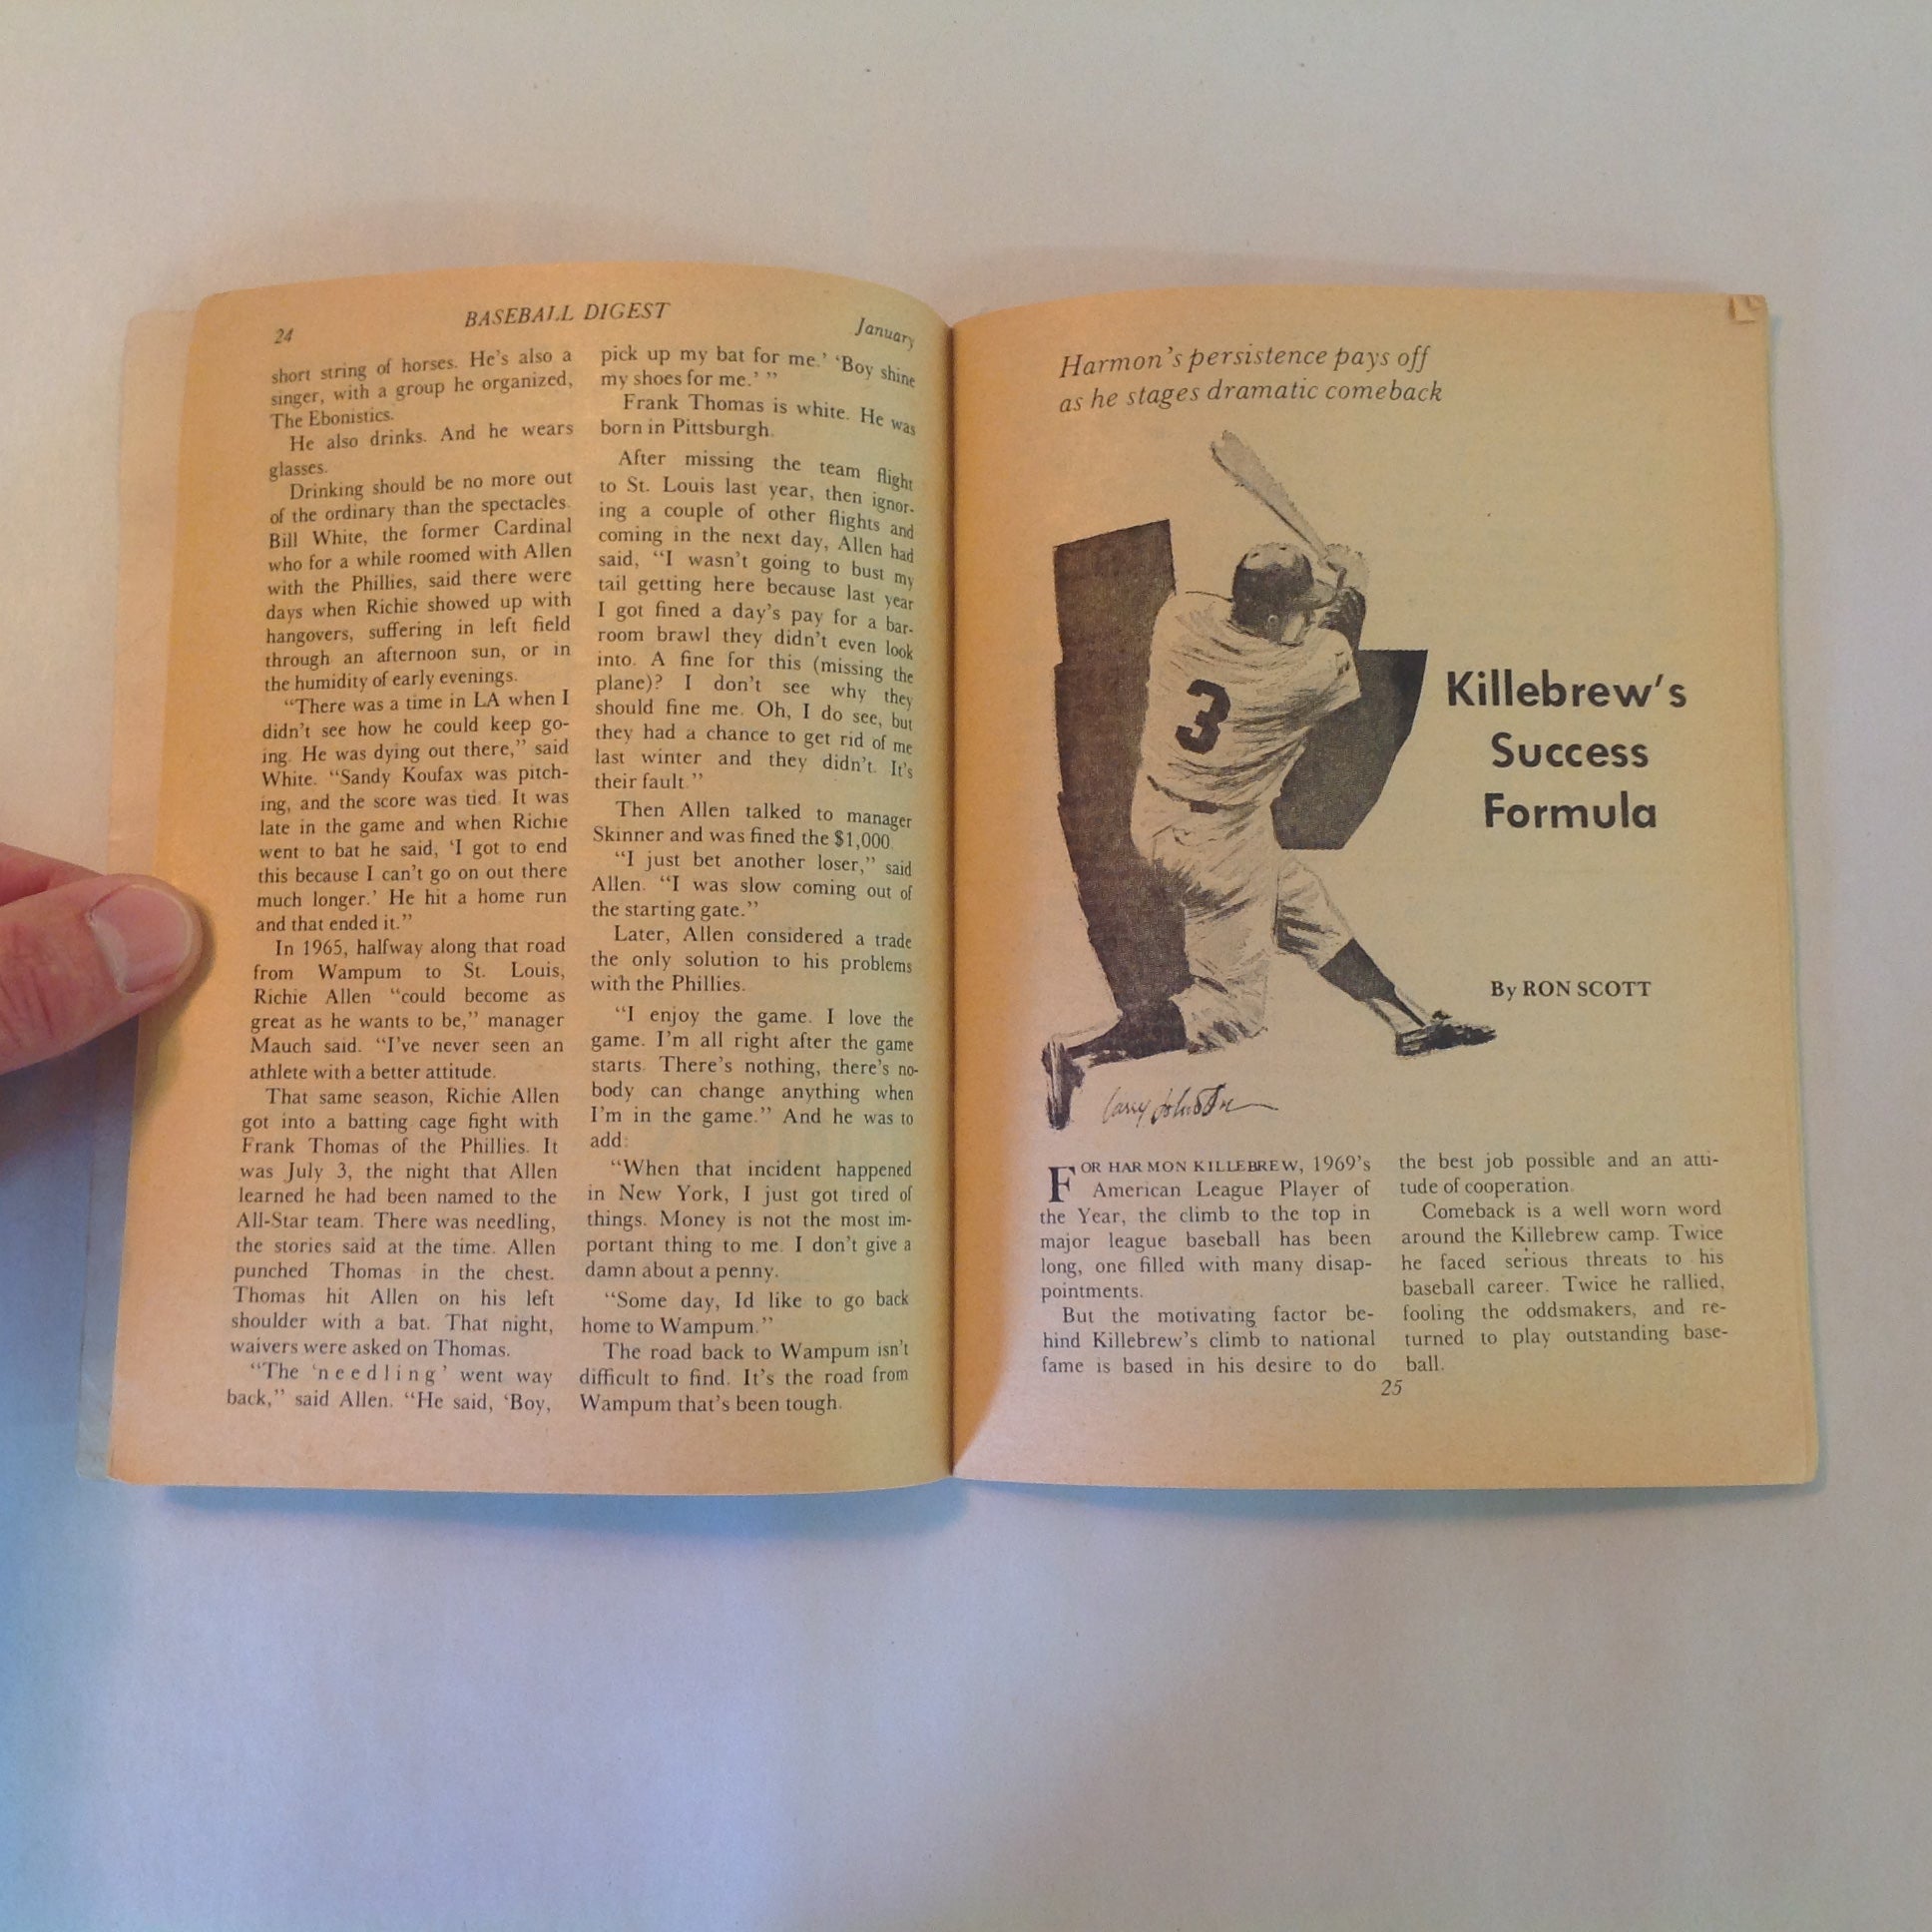 24
BASEBALL DIGEST
January
short string of horses. He's also a
singer, with a group he organized,
The Ebonistics.
He also drinks. And he wears
glasses.
Drinking should be no more out
of the ordinary than the spectacles.
Bill White, the former Cardinal
who for a while roomed with Allen
with the Phillies, said there were
days when Richie showed up with
hangovers, suffering in left field
through an afternoon sun, or in
the humidity of early evenings.
“There was a time in LA when I
didn't see how he could keep go-
ing. He was dying out there,” said
White. “Sandy Koufax was pitch-
ing, and the score was tied. It was
late in the game and when Richie
went to bat he said, ‘I got to end
this because I can't go on out there
much longer.’ He hit a home run
and that ended it.”
In 1965, halfway along that road
from Wampum to St. Louis,
Richie Allen “could become as
great as he wants to be,” manager
Mauch said. “I've never seen an
athlete with a better attitude.
That same season, Richie Allen
got into a batting cage fight with
Frank Thomas of the Phillies. It
was July 3, the night that Allen
learned he had been named to the
All-Star team. There was needling,
the stories said at the time. Allen
punched Thomas in the chest.
Thomas hit Allen on his left
shoulder with a bat. That night,
waivers were asked on Thomas.
“The ‘needling’ went way
back,” said Allen. “He said, ‘Boy,
pick up my bat for me.’ ‘Boy shine
my shoes for me.’ ”
Frank Thomas is white. He was
born in Pittsburgh.
After missing the team flight
to St. Louis last year, then ignor-
ing a couple of other flights and
coming in the next day, Allen had
said, “I wasn't going to bust my
tail getting here because last year
I got fined a day's pay for a bar-
room brawl they didn't even look
into. A fine for this (missing the
plane)? I don't see why they
should fine me. Oh, I do see, but
they had a chance to get rid of me
last winter and they didn't. It's
their fault.”
Then Allen talked to manager
Skinner and was fined the $1,000.
“I just bet another loser,” said
Allen. “I was slow coming out of
the starting gate.”
Later, Allen considered a trade
the only solution to his problems
with the Phillies.
“I enjoy the game. I love the
game. I'm all right after the game
starts. There's nothing, there's no-
body can change anything when
I'm in the game.” And he was to
add:
“When that incident happened
in New York, I just got tired of
things. Money is not the most im-
portant thing to me. I don't give a
damn about a penny.
“Some day, Id like to go back
home to Wampum.”
The road back to Wampum isn't
difficult to find. It's the road from
Wampum that's been tough.
Harmon's persistence pays off
as he stages dramatic comeback
3
Killebrew's
Success
Formula
By RON SCOTT
Larry Johnson
FOR HARMON KILLEBREW, 1969's
American League Player of
the Year, the climb to the top in
major league baseball has been
long, one filled with many disap-
pointments.
But the motivating factor be-
hind Killebrew's climb to national
fame is based in his desire to do
the best job possible and an atti-
tude of cooperation.
Comeback is a well worn word
around the Killebrew camp. Twice
he faced serious threats to his
baseball career. Twice he rallied,
fooling the oddsmakers, and re-
turned to play outstanding base-
ball.
25